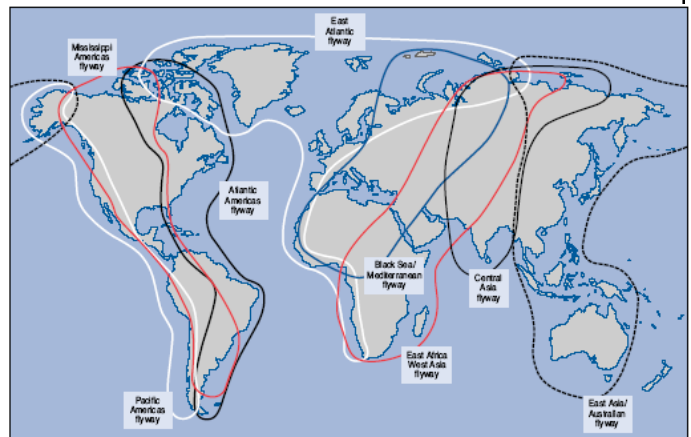 East
Atlantic
flyway
Mississippi
Americas
flyway
Atlantic
Americas
flyway
Black Sea/
Mediterranean
flyway
Central
Asia
flyway
East Africa
West Asia
flyway
Pacific
Americas
flyway
East Asia/
Australian
flyway